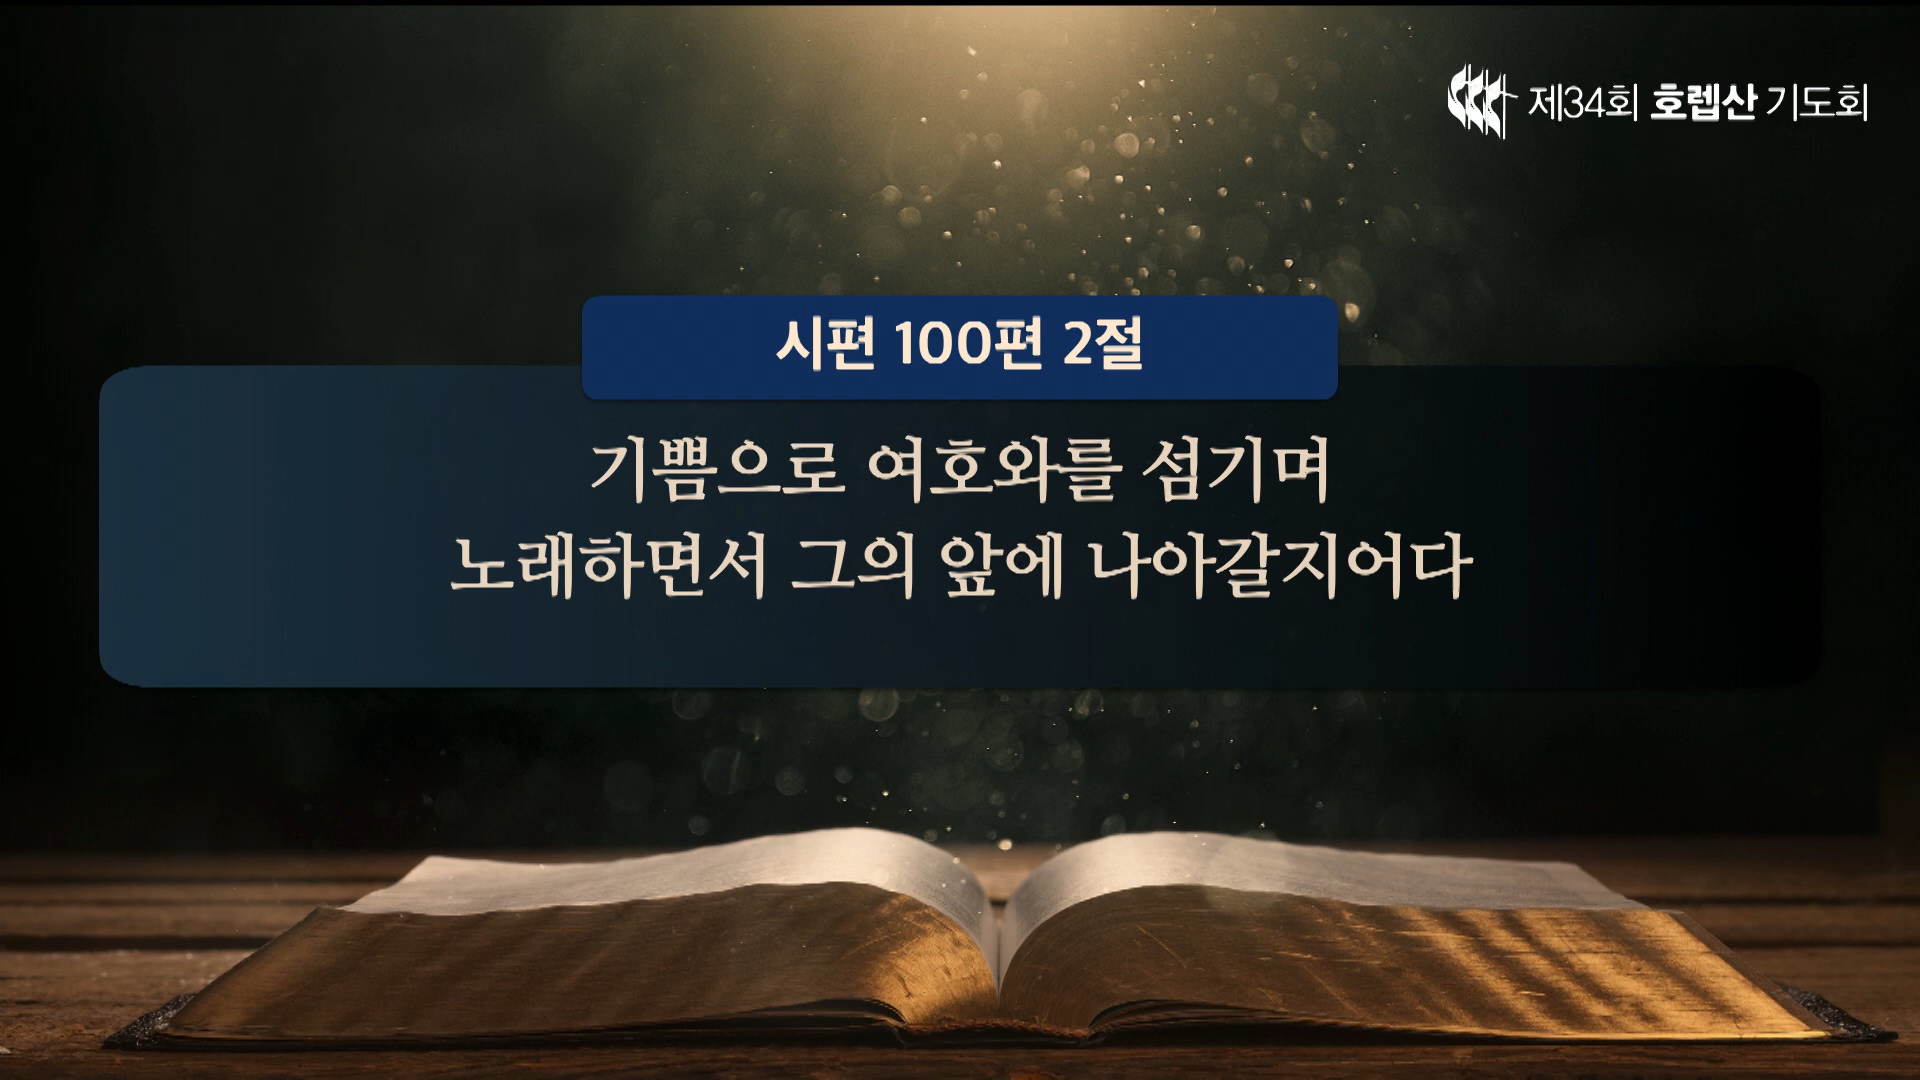 제34회 호렙산 기도회
시편 100편 2절
기쁨으로 여호와를 섬기며
노래하면서 그의 앞에 나아갈지어다